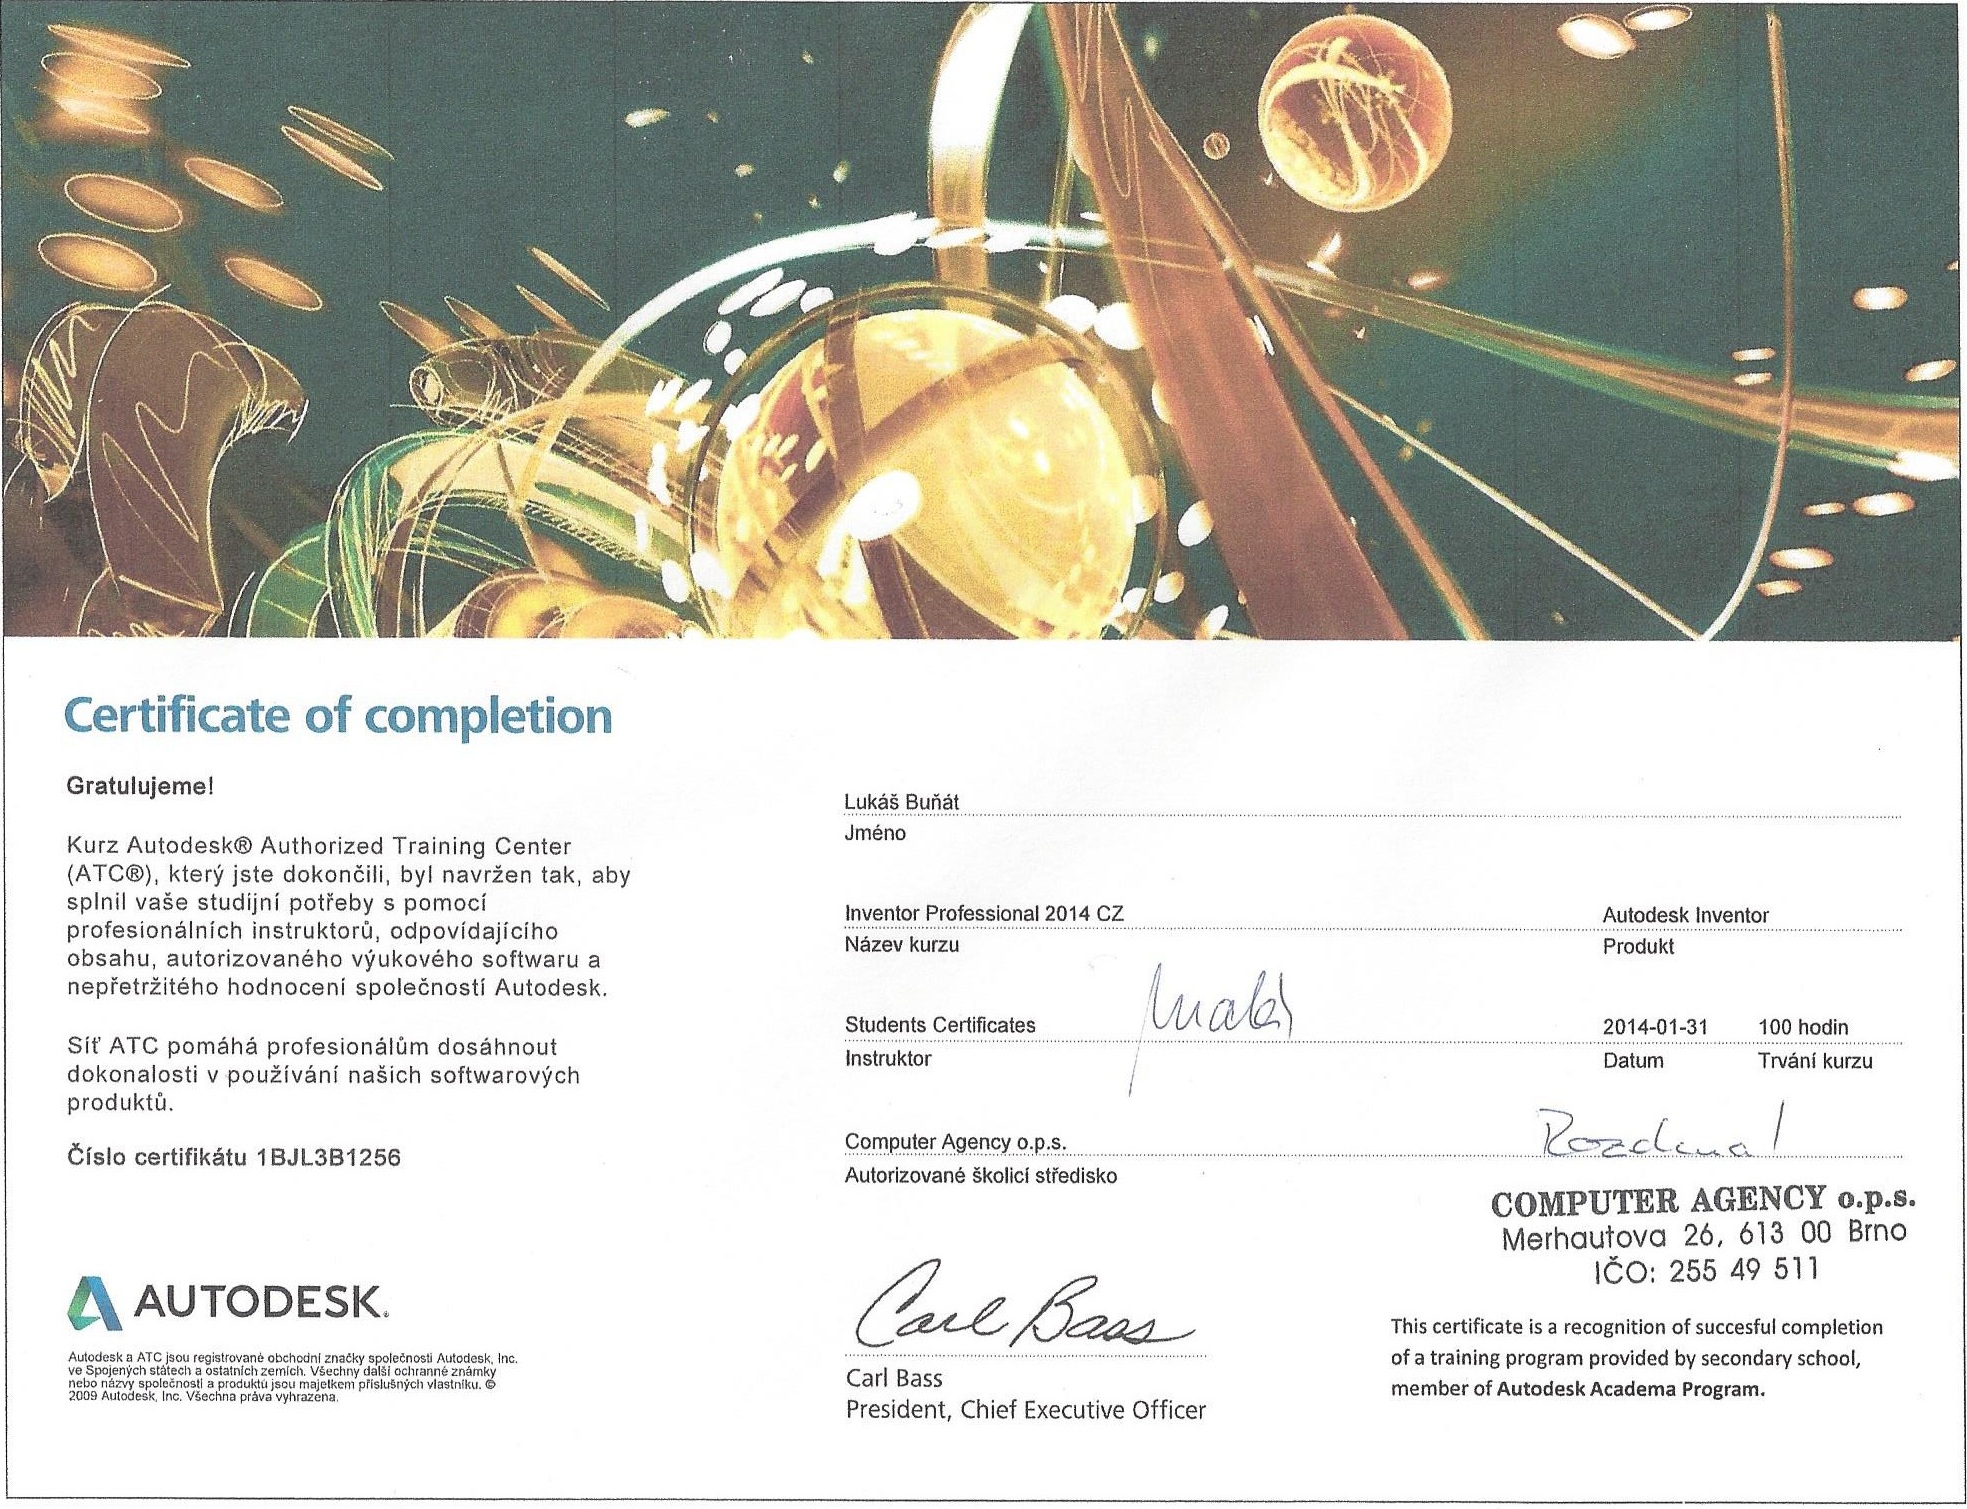 Certificate of completion
Gratulujeme!
Kurz Autodesk® Authorized Training Center
(ATC®), který jste dokončili, byl navržen tak, aby
splnil vaše studijní potřeby s pomocí
profesionálních instruktorů, odpovídajícího
obsahu, autorizovaného výukového softwaru a
nepřetržitého hodnocení společností Autodesk.
Síť ATC pomáhá profesionálům dosáhnout
dokonalosti v používání našich softwarových
produktů.
Číslo certifikátu 1BJL3B1256
AUTODESK®
Autodesk a ATC jsou registrované obchodní značky společnosti Autodesk, Inc.
ve Spojených státech a ostatních zemích. Všechny další ochranné známky
nebo názvy společností a produktů jsou majetkem příslušných vlastníku. ©
2009 Autodesk, Inc. Všechna práva vyhrazena.
Lukáš Buňát
Jméno
Inventor Professional 2014 CZ Autodesk Inventor
Název kurzu Produkt
Students Certificates 2014-01-31 100 hodin
Instruktor Datum Trvání kurzu
Computer Agency o.p.s.
Autorizované školicí středisko
COMPUTER AGENCY o.p.s.
Merhautova 26, 613 00 Brno
IČO: 255 49 511
Carl Bass
Carl Bass
President, Chief Executive Officer
This certificate is a recognition of succesful completion
of a training program provided by secondary school,
member of Autodesk Academa Program.